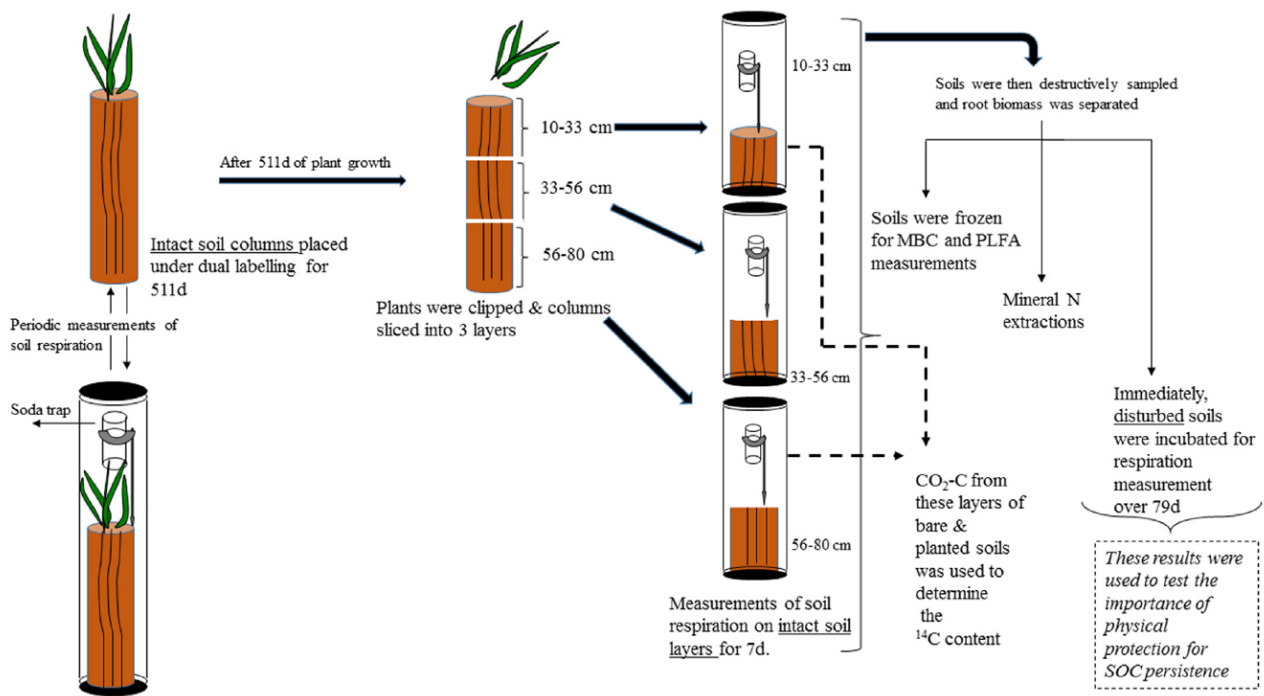 Intact soil columns placed
under dual labelling for
511d
Periodic measurements of
soil respiration
Soda trap
After 511d of plant growth
10-33 cm
33-56 cm
56-80 cm
Plants were clipped & columns
sliced into 3 layers
10-33 cm
33-56 cm
56-80 cm
Measurements of soil
respiration on intact soil
layers for 7d.
Soils were then destructively sampled
and root biomass was separated
Soils were frozen
for MBC and PLFA
measurements
Mineral N
extractions
Immediately,
disturbed soils
were incubated for
respiration
measurement
over 79d
CO₂-C from
these layers of
bare &
planted soils
was used to
determine
the
¹⁴C content
These results were
used to test the
importance of
physical
protection for
SOC persistence